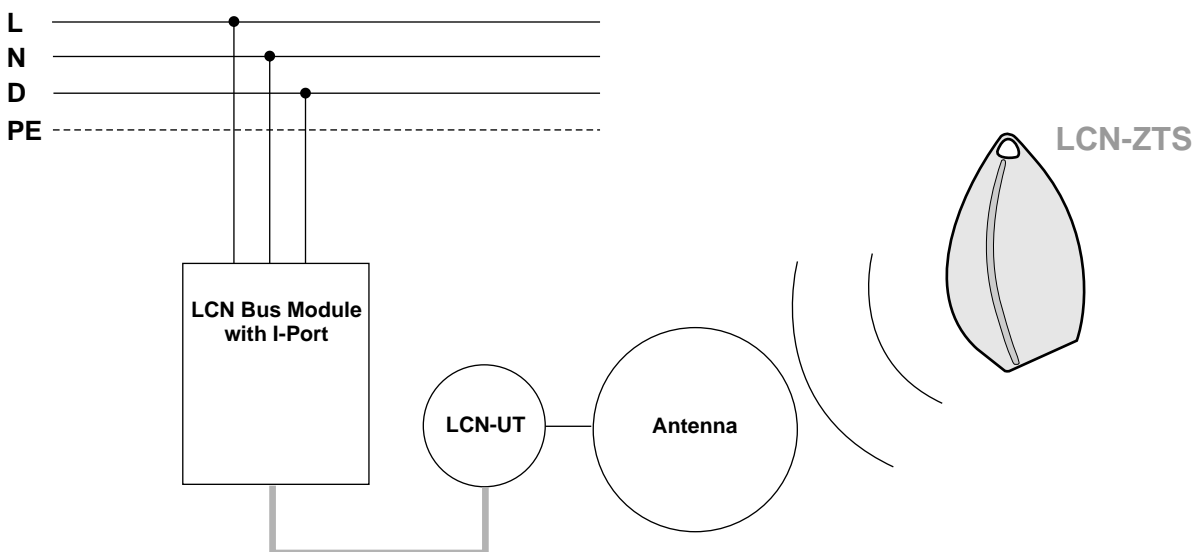 L
N
D
PE
LCN-ZTS
LCN Bus Module
with I-Port
LCN-UT
Antenna